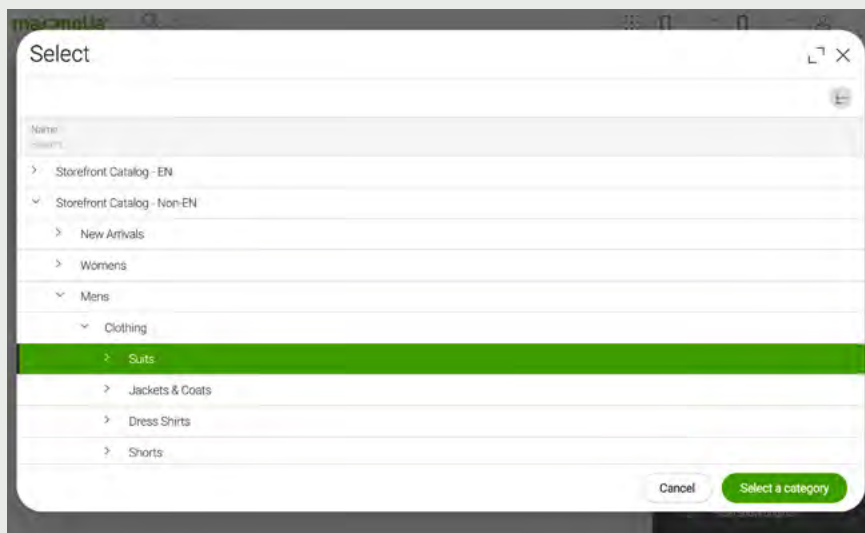 magnolia
Select
Name
Storefront Catalog - EN
Storefront Catalog - Non-EN
New Arrivals
Womens
Mens
Clothing
Suits
Jackets & Coats
Dress Shirts
Shorts
Cancel
Select a category